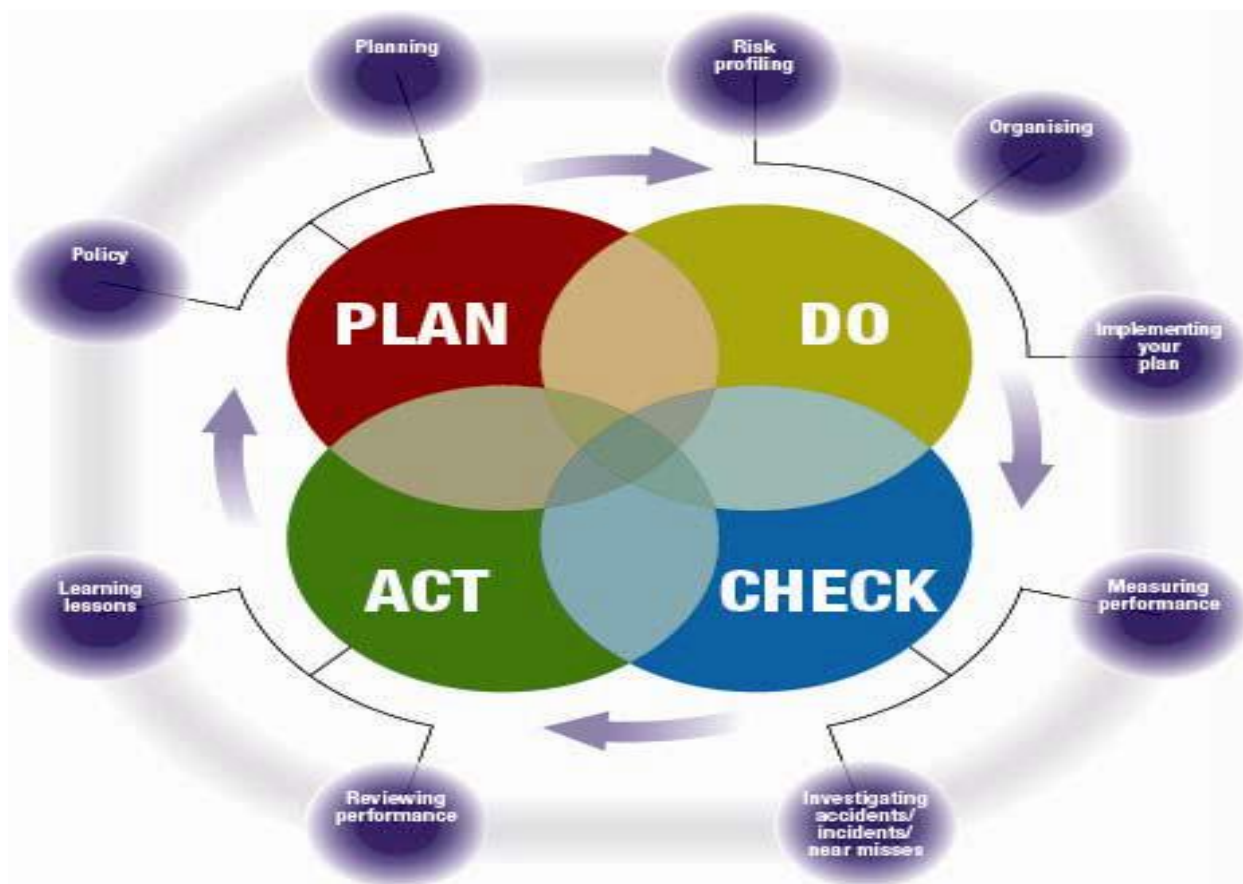 Planning
Risk
profiling
Organising
Policy
PLAN
DO
Implementing
your
plan
ACT
CHECK
Learning
lessons
Measuring
performance
Reviewing
performance
Investigating
accidents/
incidents/
near misses